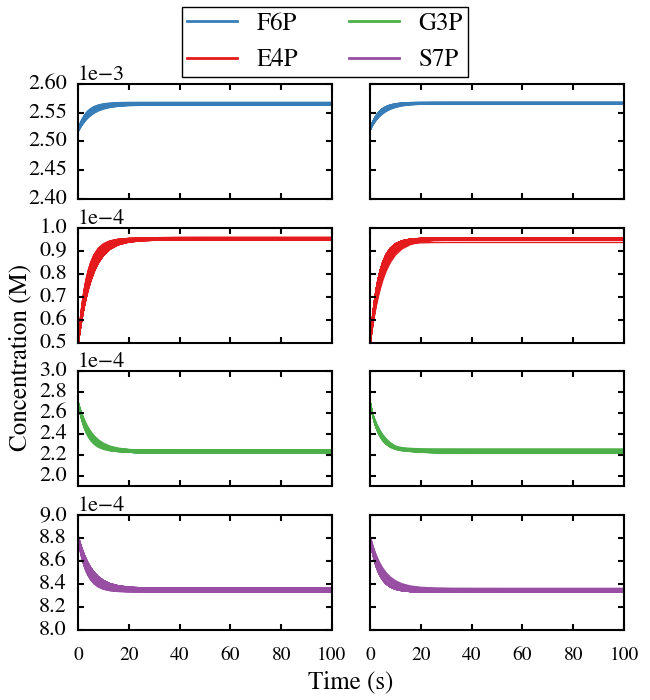 F6P G3P
E4P S7P
1e−3
2.60
2.55
2.50
2.45
2.40
1e−4
1.0
0.9
0.8
0.7
0.6
0.5
1e−4
3.0
2.8
2.6
2.4
2.2
2.0
1e−4
9.0
8.8
8.6
8.4
8.2
8.0
0 20 40 60 80 100 0 20 40 60 80 100
Concentration (M)
Time (s)